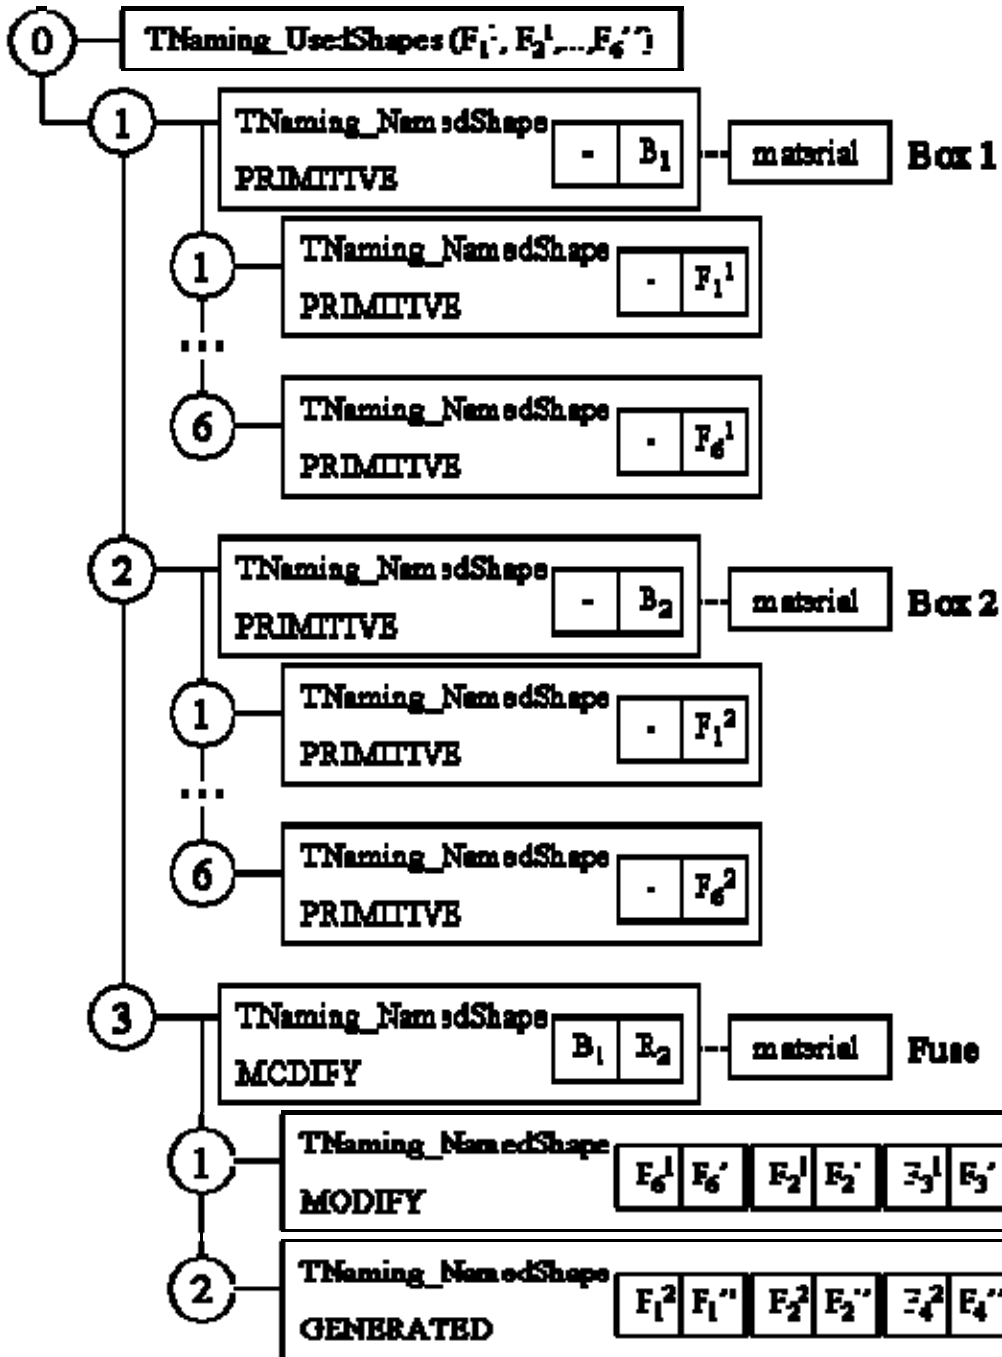 0 TNaming_UsedShapes (F₁¹, F₂¹,...,F₆'')
1 TNaming_NamedShape - B₁ material Box 1
PRIMITIVE
1 TNaming_NamedShape - F₁¹
PRIMITIVE
...
6 TNaming_NamedShape - F₆¹
PRIMITIVE
2 TNaming_NamedShape - B₂ material Box 2
PRIMITIVE
1 TNaming_NamedShape - F₁²
PRIMITIVE
...
6 TNaming_NamedShape - F₆²
PRIMITIVE
3 TNaming_NamedShape B₁ R₂ material Fuse
MODIFY
1 TNaming_NamedShape F₆¹ F₆' F₂¹ F₂' F₃¹ F₃'
MODIFY
2 TNaming_NamedShape F₁² F₁'' F₂² F₂'' F₄² F₄''
GENERATED